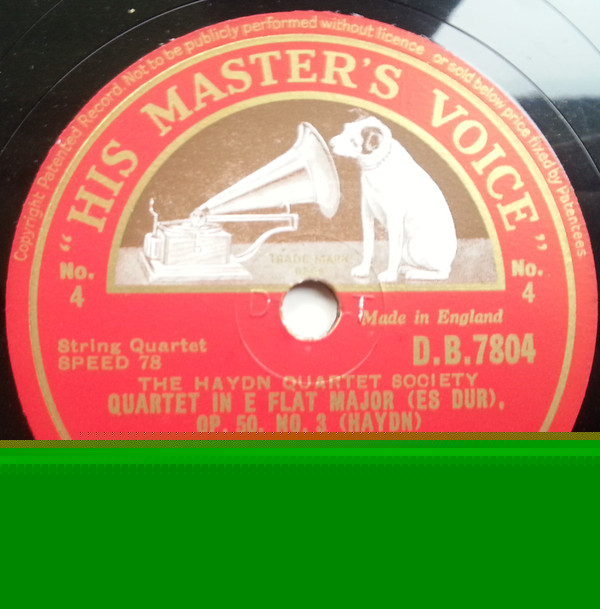 Copyright: Patented Record. Not to be publicly performed without licence or sold below price fixed by Patentees.
"HIS MASTER'S VOICE"
TRADE MARK
No. 4
No. 4
D T
Made in England
String Quartet
SPEED 78
D.B.7804
THE HAYDN QUARTET SOCIETY
QUARTET IN E FLAT MAJOR (ES DUR),
OP. 50, NO. 3 (HAYDN)